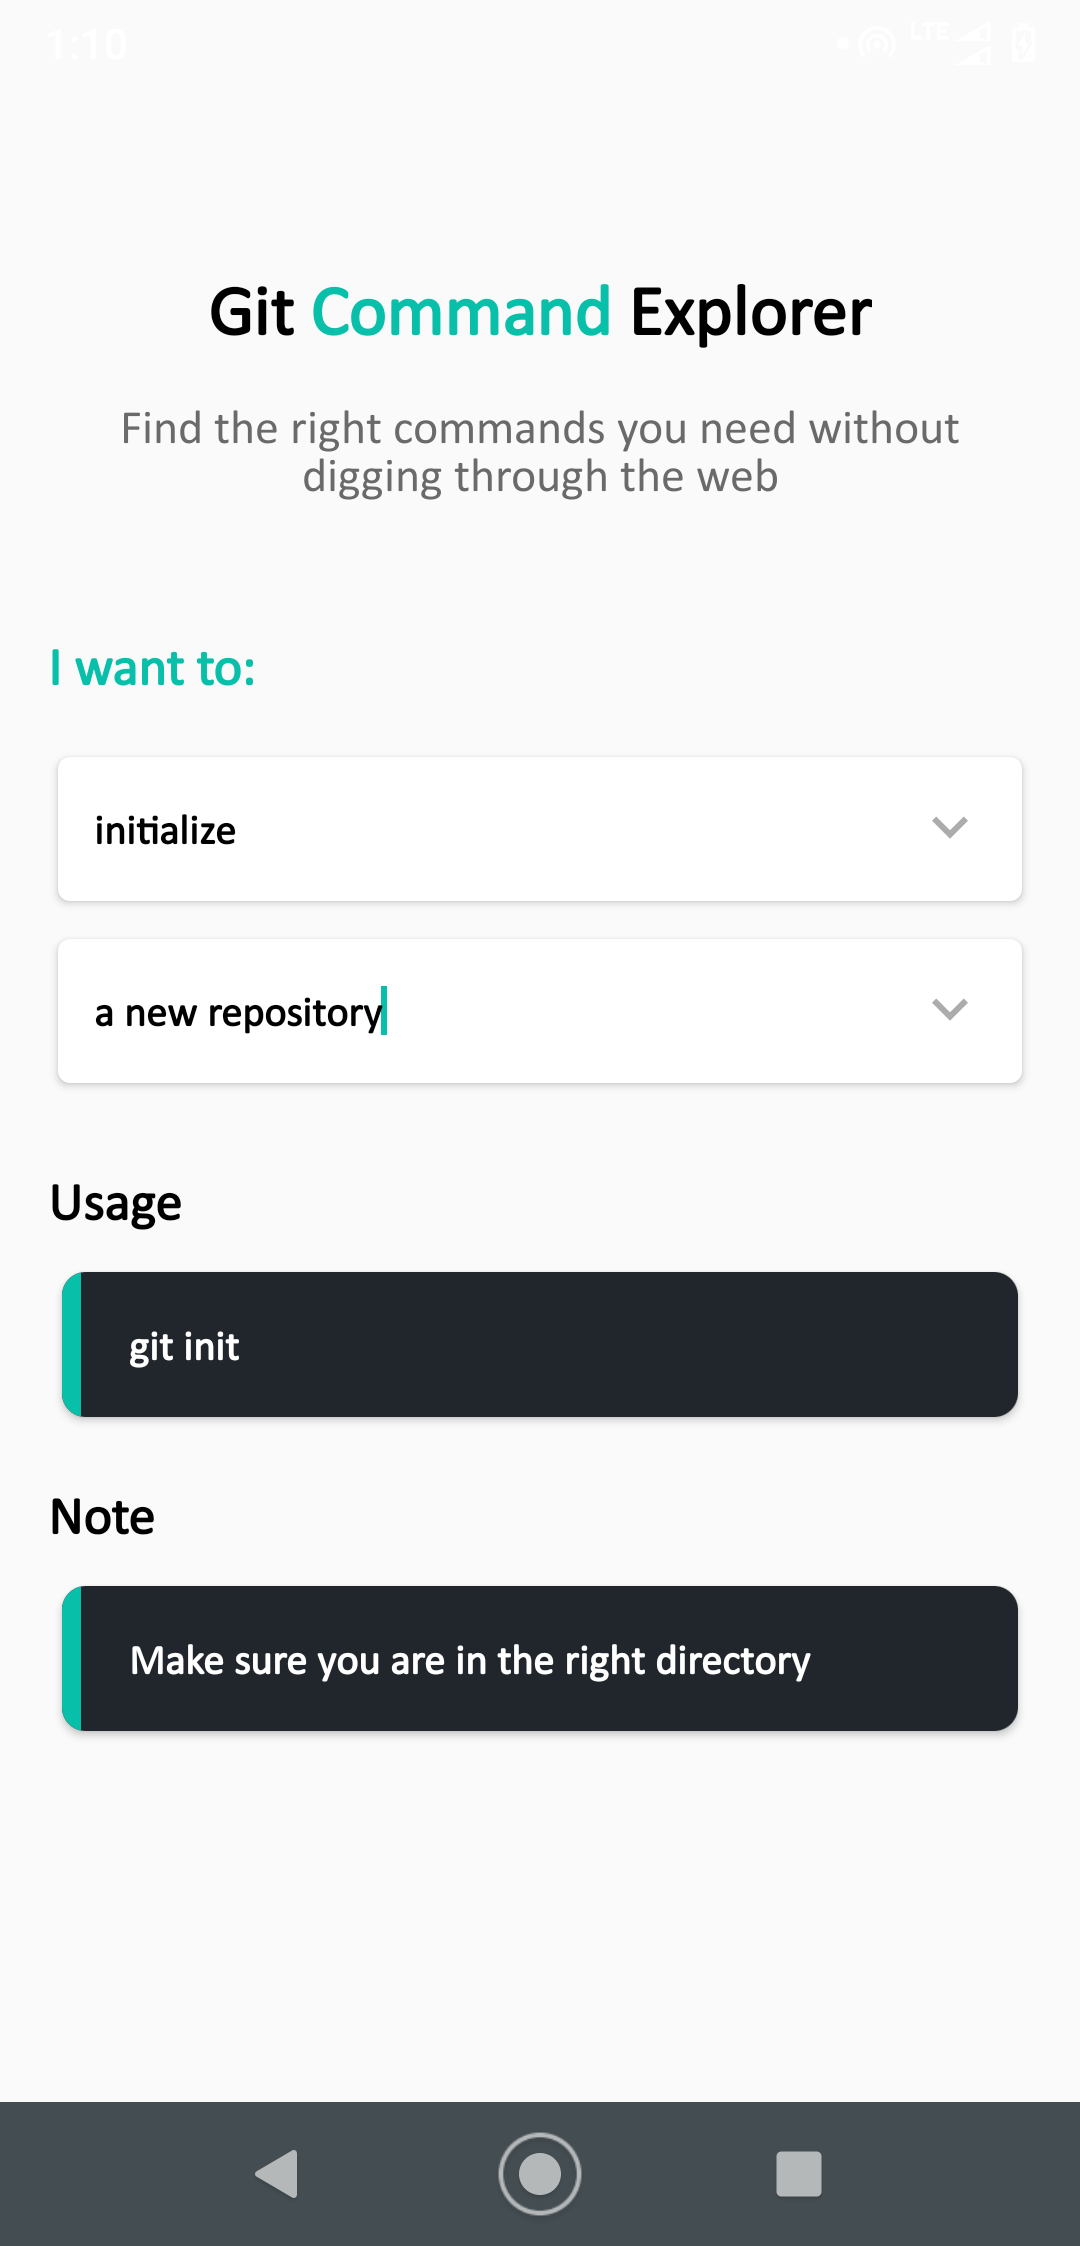 1:10
LTE
Git Command Explorer
Find the right commands you need without
digging through the web
I want to:
initialize
a new repository
Usage
git init
Note
Make sure you are in the right directory